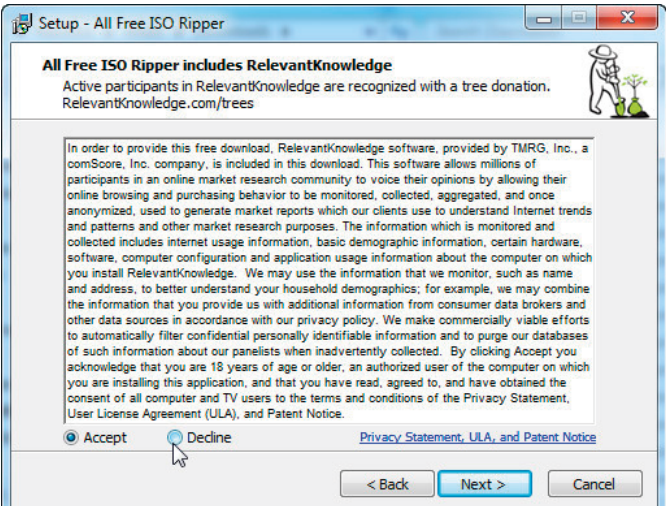 Setup - All Free ISO Ripper
All Free ISO Ripper includes RelevantKnowledge
Active participants in RelevantKnowledge are recognized with a tree donation.
RelevantKnowledge.com/trees
In order to provide this free download, RelevantKnowledge software, provided by TMRG, Inc., a
comScore, Inc. company, is included in this download. This software allows millions of
participants in an online market research community to voice their opinions by allowing their
online browsing and purchasing behavior to be monitored, collected, aggregated, and once
anonymized, used to generate market reports which our clients use to understand Internet trends
and patterns and other market research purposes. The information which is monitored and
collected includes internet usage information, basic demographic information, certain hardware,
software, computer configuration and application usage information about the computer on which
you install RelevantKnowledge.  We may use the information that we monitor, such as name
and address, to better understand your household demographics; for example, we may combine
the information that you provide us with additional information from consumer data brokers and
other data sources in accordance with our privacy policy. We make commercially viable efforts
to automatically filter confidential personally identifiable information and to purge our databases
of such information about our panelists when inadvertently collected.  By clicking Accept you
acknowledge that you are 18 years of age or older, an authorized user of the computer on which
you are installing this application, and that you have read, agreed to, and have obtained the
consent of all computer and TV users to the terms and conditions of the Privacy Statement,
User License Agreement (ULA), and Patent Notice.
Accept Decline Privacy Statement, ULA, and Patent Notice
< Back Next > Cancel